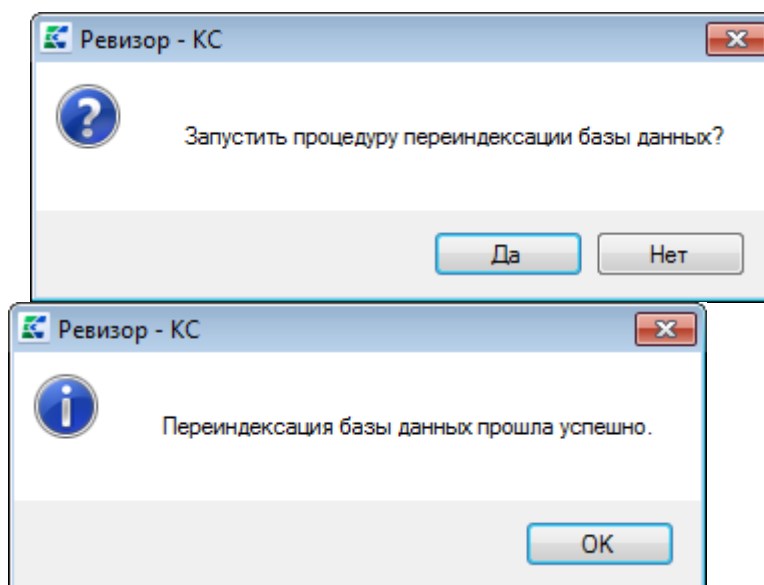 Ревизор - КС
Запустить процедуру переиндексации базы данных?
Да Нет
Ревизор - КС
Переиндексация базы данных прошла успешно.
OK